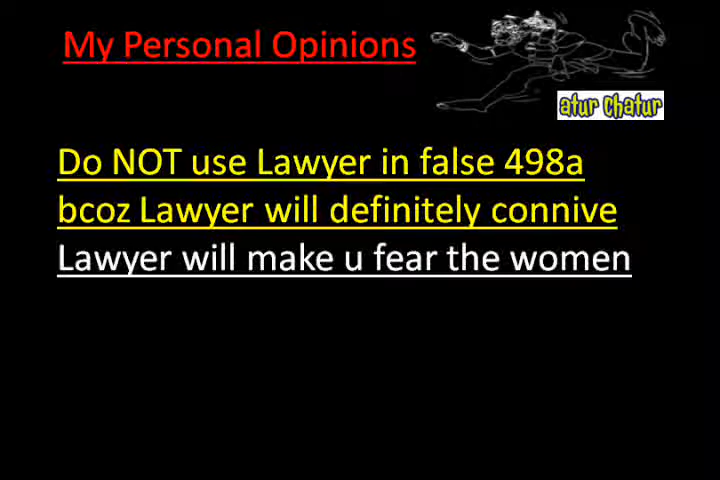 My Personal Opinions
atur chatur
Do NOT use Lawyer in false 498a
bcoz Lawyer will definitely connive
Lawyer will make u fear the women